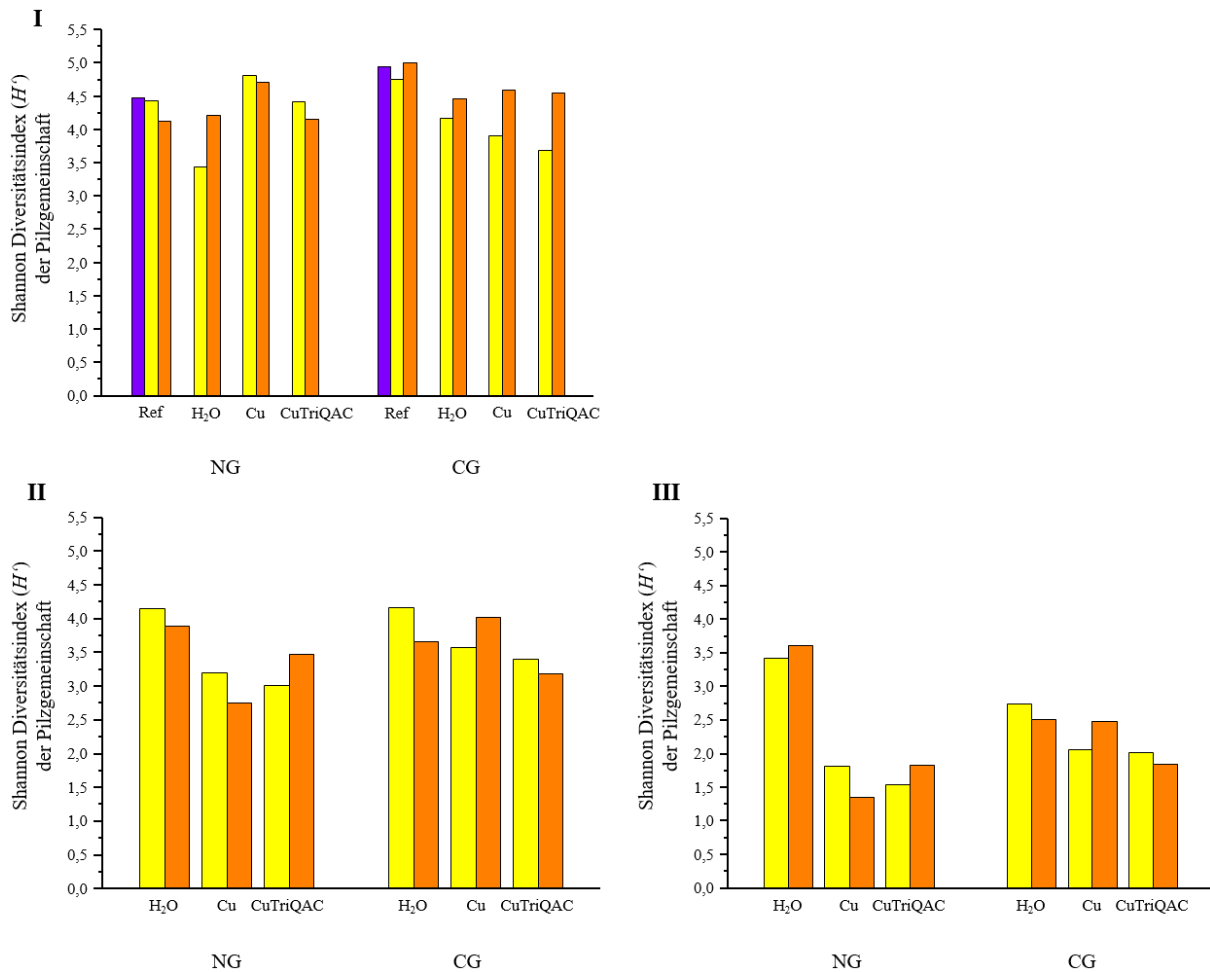 I
Shannon Diversitätsindex (H‘)
der Pilzgemeinschaft
5,5
5,0
4,5
4,0
3,5
3,0
2,5
2,0
1,5
1,0
0,5
0,0
Ref H₂O Cu CuTriQAC Ref H₂O Cu CuTriQAC
NG CG
II
Shannon Diversitätsindex (H‘)
der Pilzgemeinschaft
5,5
5,0
4,5
4,0
3,5
3,0
2,5
2,0
1,5
1,0
0,5
0,0
H₂O Cu CuTriQAC H₂O Cu CuTriQAC
NG CG
III
Shannon Diversitätsindex (H‘)
der Pilzgemeinschaft
5,5
5,0
4,5
4,0
3,5
3,0
2,5
2,0
1,5
1,0
0,5
0,0
H₂O Cu CuTriQAC H₂O Cu CuTriQAC
NG CG